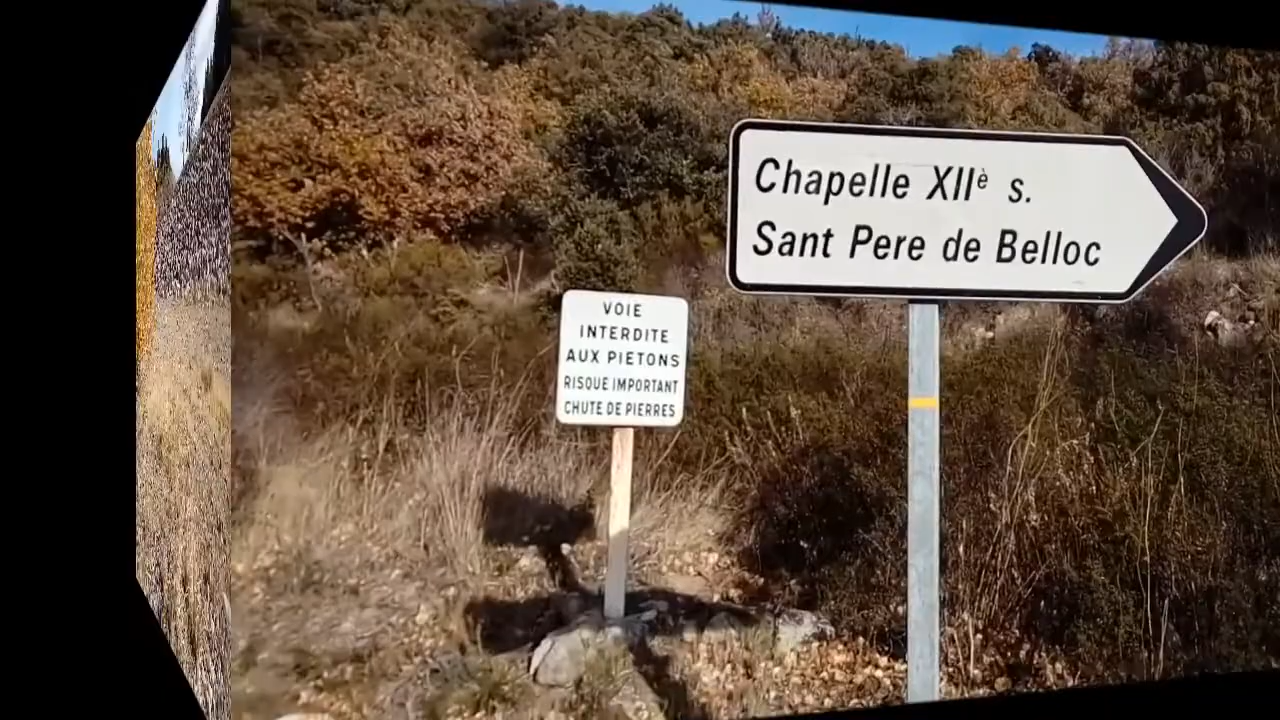 Chapelle XIIè s.
Sant Pere de Belloc
VOIE
INTERDITE
AUX PIETONS
RISQUE IMPORTANT
CHUTE DE PIERRES